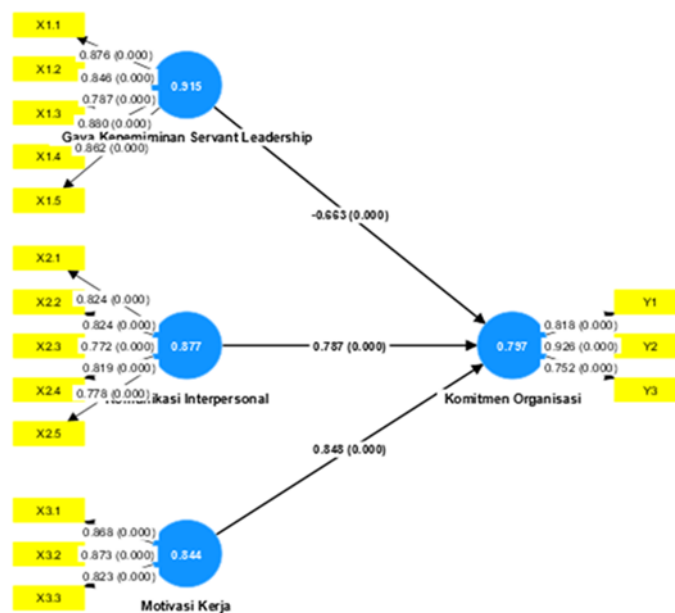 X1.1
0.876 (0.000)
X1.2
0.846 (0.000)
0.915
0.787 (0.000)
X1.3
0.880 (0.000)
Gaya Kepemiminan Servant Leadership
0.862 (0.000)
X1.4
X1.5
-0.663 (0.000)
X2.1
0.824 (0.000)
X2.2
0.824 (0.000)
X2.3
0.772 (0.000)
0.877
0.819 (0.000)
X2.4
0.778 (0.000)
Interpersonal
X2.5
0.787 (0.000)
0.797
0.818 (0.000)
Y1
0.926 (0.000)
Y2
0.752 (0.000)
Y3
Komitmen Organisasi
0.848 (0.000)
X3.1
0.868 (0.000)
X3.2
0.873 (0.000)
0.844
0.823 (0.000)
X3.3
Motivasi Kerja